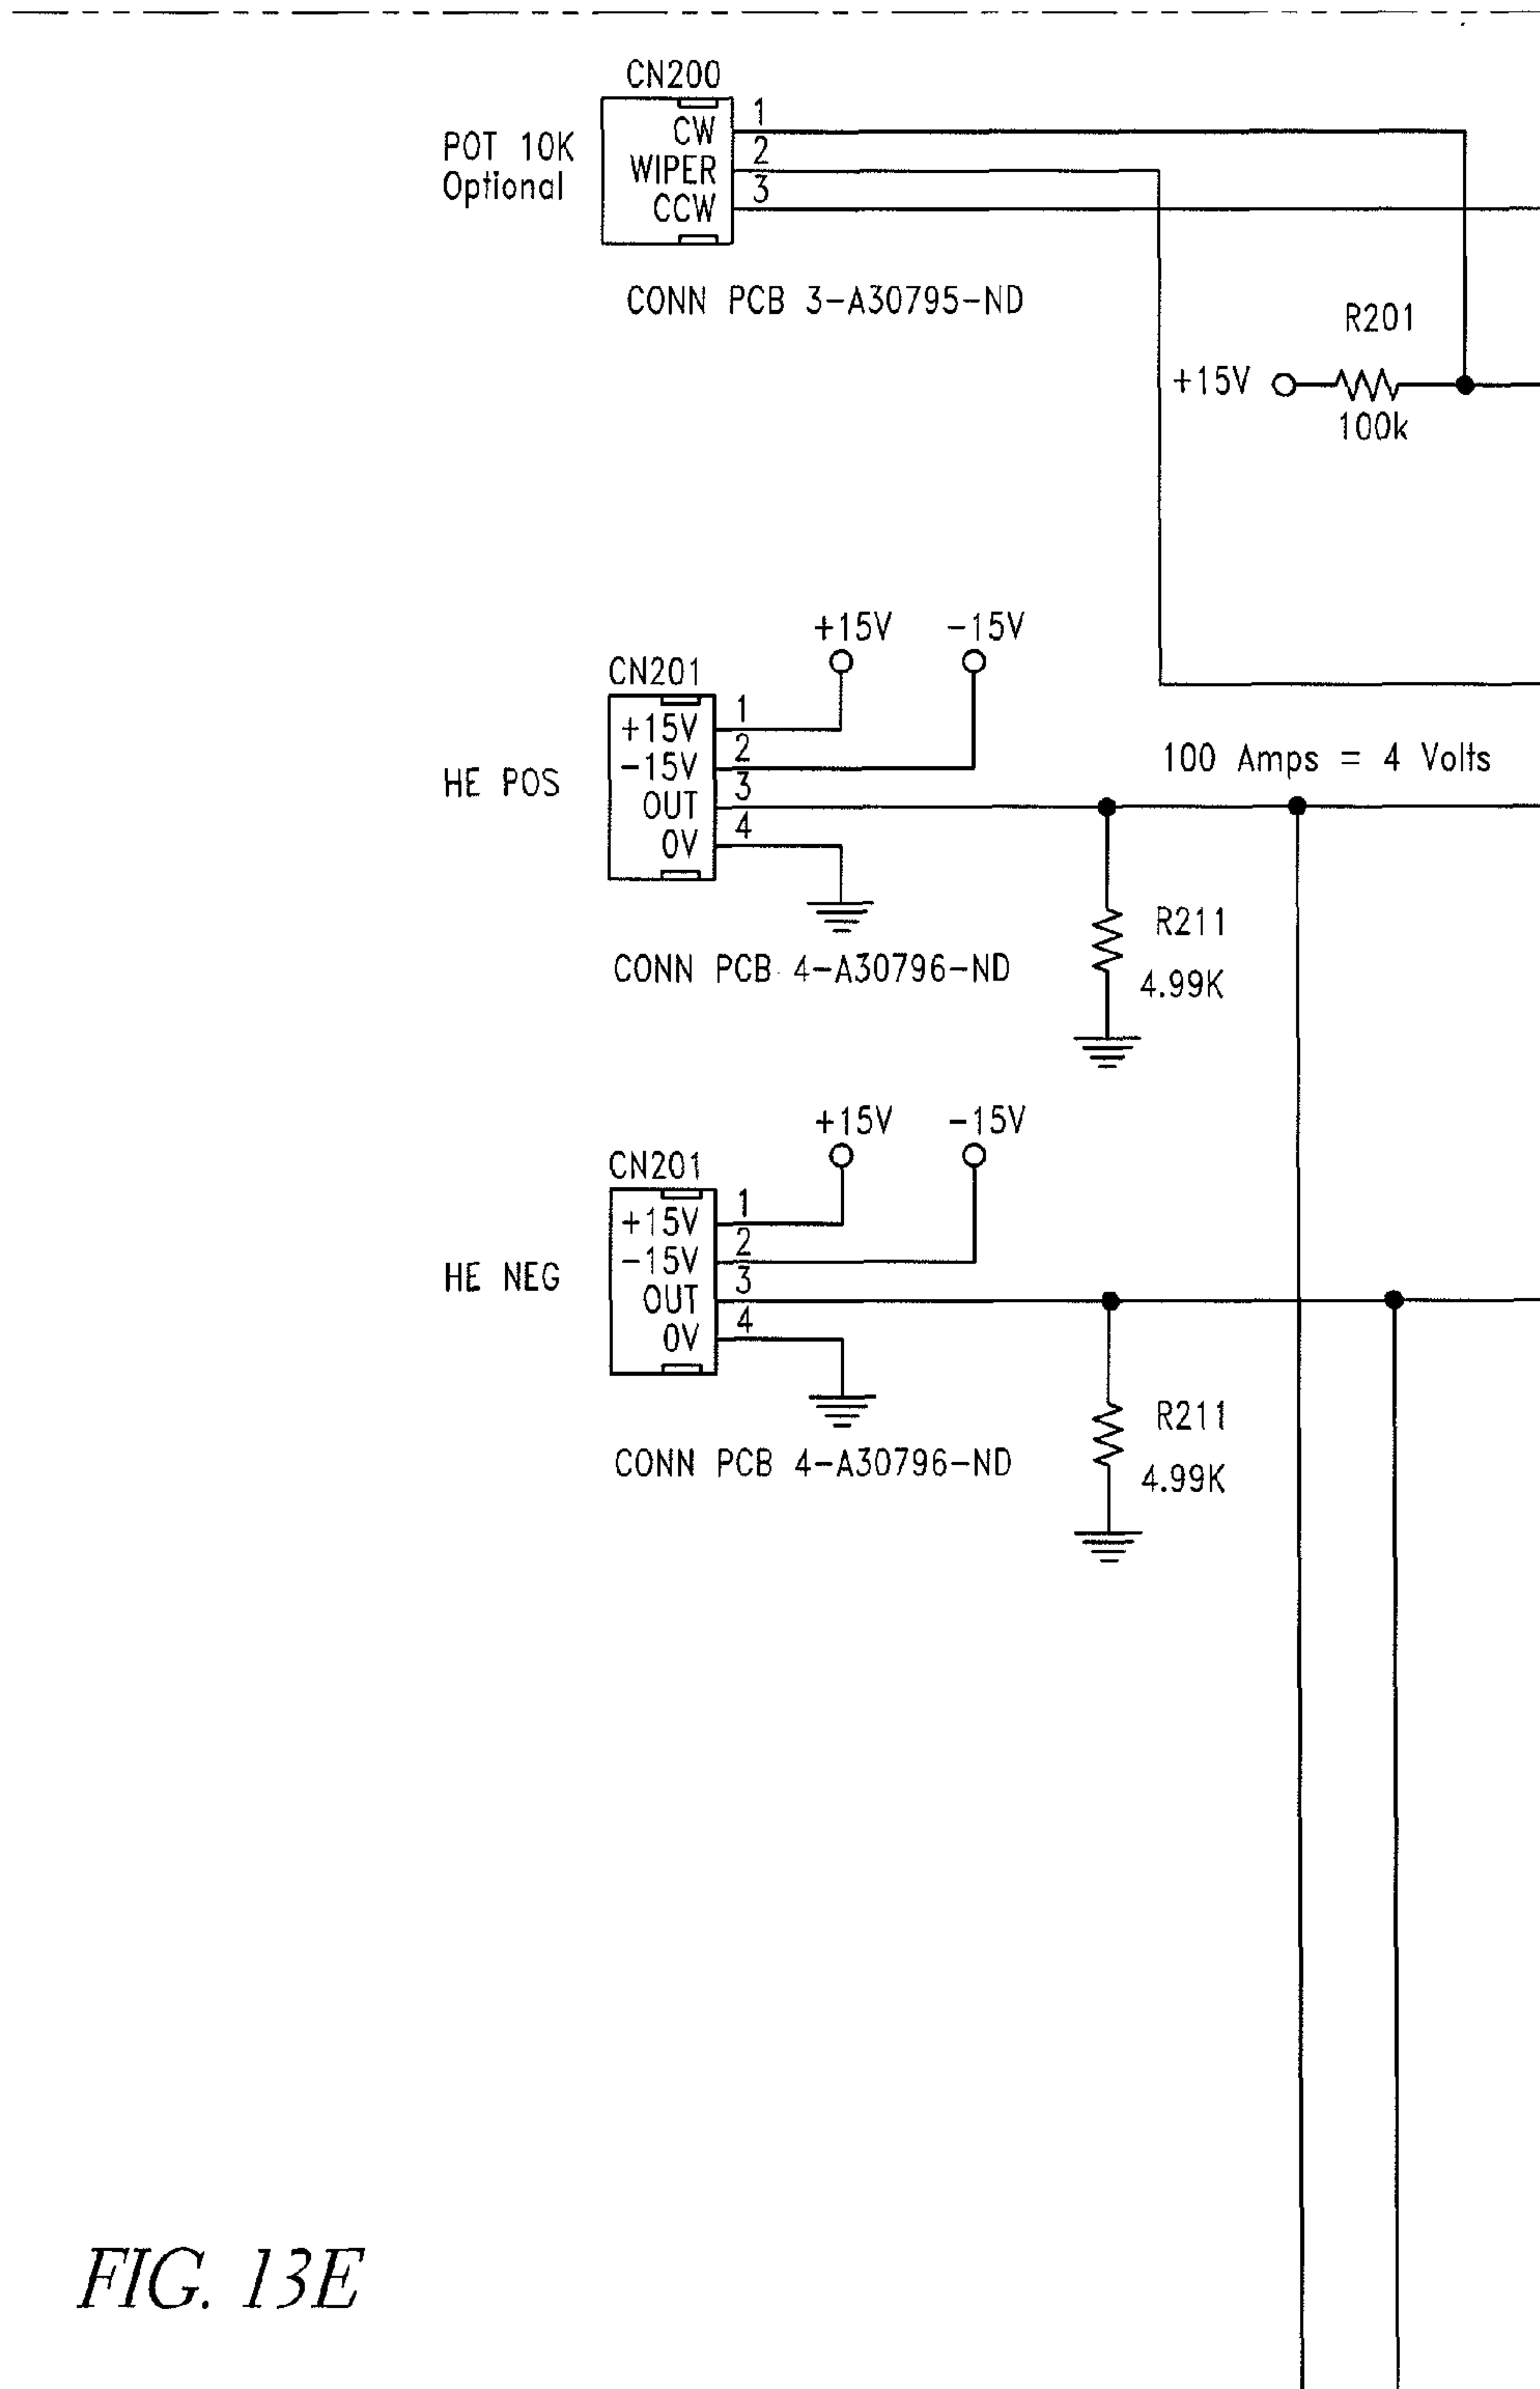 CN200
POT 10K
Optional
CW 1
WIPER 2
CCW 3
CONN PCB 3-A30795-ND
R201
+15V
100k
+15V -15V
CN201
HE POS
+15V 1
-15V 2
OUT 3
0V 4
100 Amps = 4 Volts
CONN PCB 4-A30796-ND
R211
4.99K
+15V -15V
CN201
HE NEG
+15V 1
-15V 2
OUT 3
0V 4
CONN PCB 4-A30796-ND
R211
4.99K
FIG. 13E